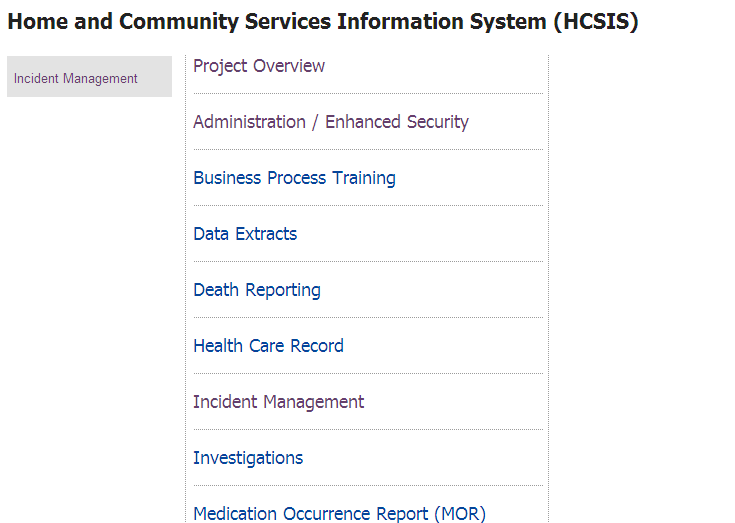 Home and Community Services Information System (HCSIS)
Incident Management
Project Overview
Administration / Enhanced Security
Business Process Training
Data Extracts
Death Reporting
Health Care Record
Incident Management
Investigations
Medication Occurrence Report (MOR)